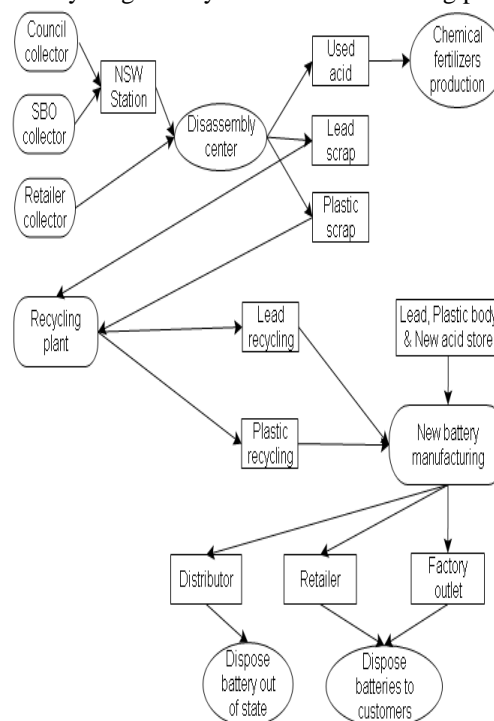 Council
collector
NSW
Station
SBO
collector
Retailer
collector
Disassembly
center
Used
acid
Chemical
fertilizers
production
Lead
scrap
Plastic
scrap
Recycling
plant
Lead
recycling
Plastic
recycling
Lead, Plastic body
& New acid store
New battery
manufacturing
Distributor
Retailer
Factory
outlet
Dispose
battery out
of state
Dispose
batteries to
customers